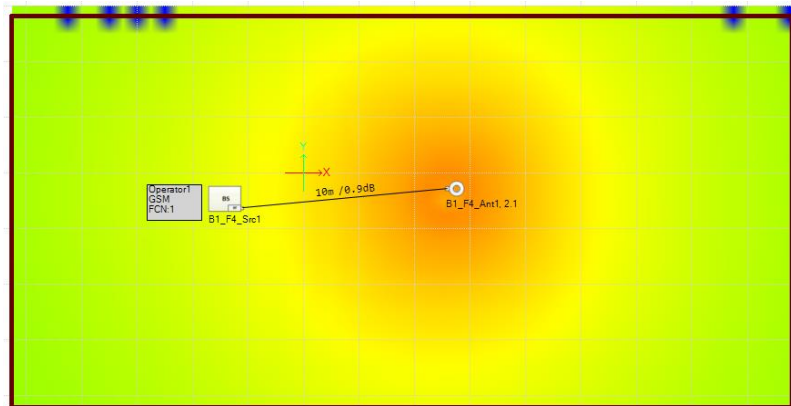 Y
X
10m /0.9dB
Operator1
GSM
FCN:1
BS
B1_F4_Src1
B1_F4_Ant1, 2.1